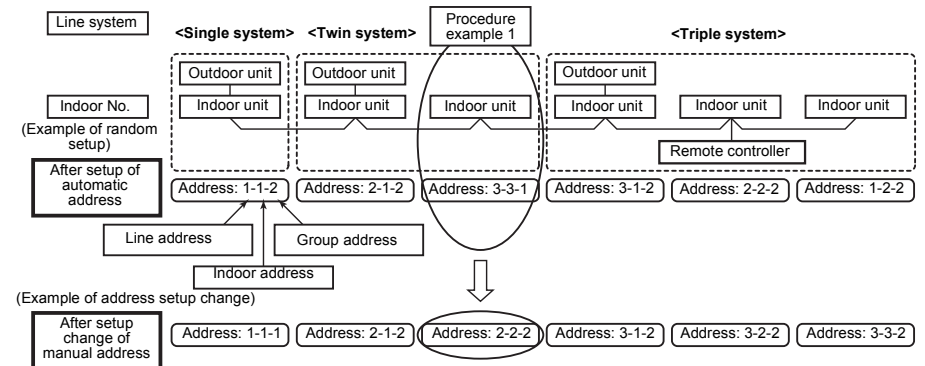 Line system
<Single system>
<Twin system>
Procedure
example 1
<Triple system>
Outdoor unit
Outdoor unit
Outdoor unit
Indoor No.
Indoor unit
Indoor unit
Indoor unit
Indoor unit
Indoor unit
Indoor unit
(Example of random
setup)
Remote controller
After setup of
automatic
address
Address: 1-1-2
Address: 2-1-2
Address: 3-3-1
Address: 3-1-2
Address: 2-2-2
Address: 1-2-2
Line address
Group address
Indoor address
(Example of address setup change)
After setup
change of
manual address
Address: 1-1-1
Address: 2-1-2
Address: 2-2-2
Address: 3-1-2
Address: 3-2-2
Address: 3-3-2